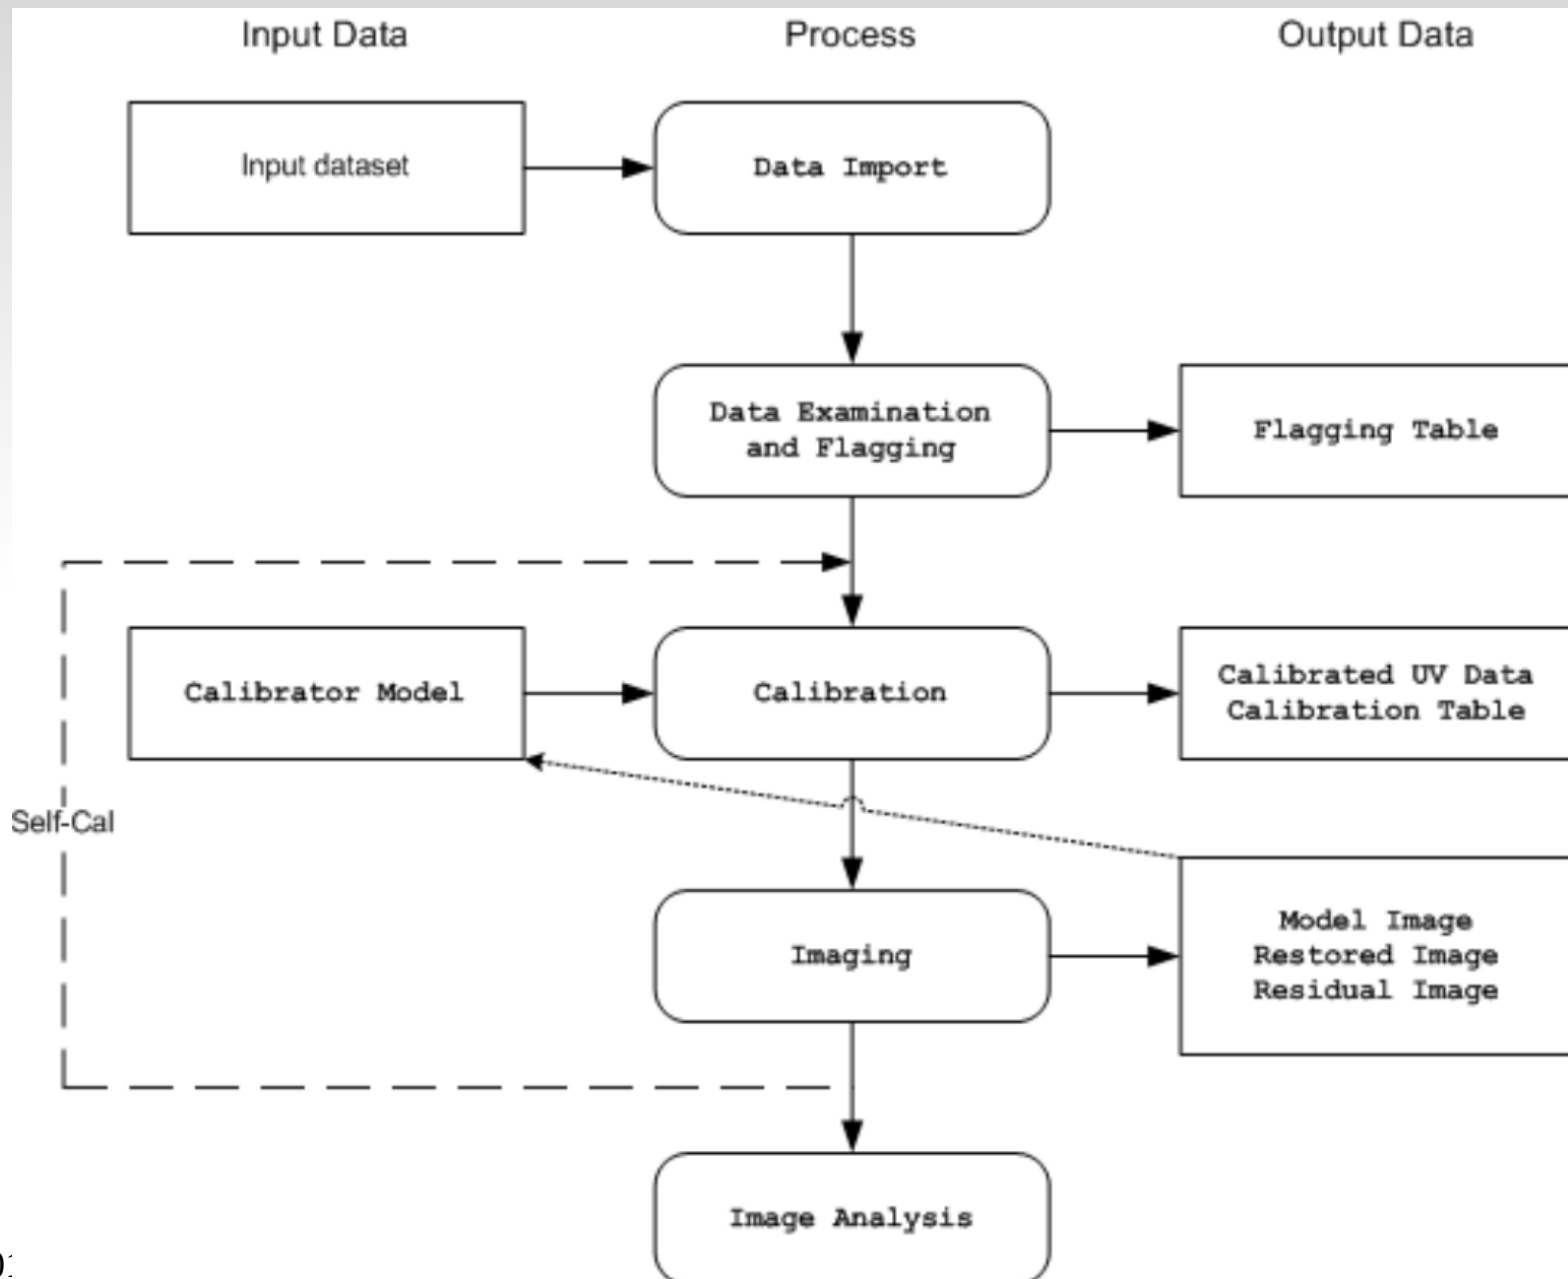 Input Data
Process
Output Data
Input dataset
Data Import
Data Examination
and Flagging
Flagging Table
Calibrator Model
Calibration
Calibrated UV Data
Calibration Table
Self-Cal
Imaging
Model Image
Restored Image
Residual Image
Image Analysis